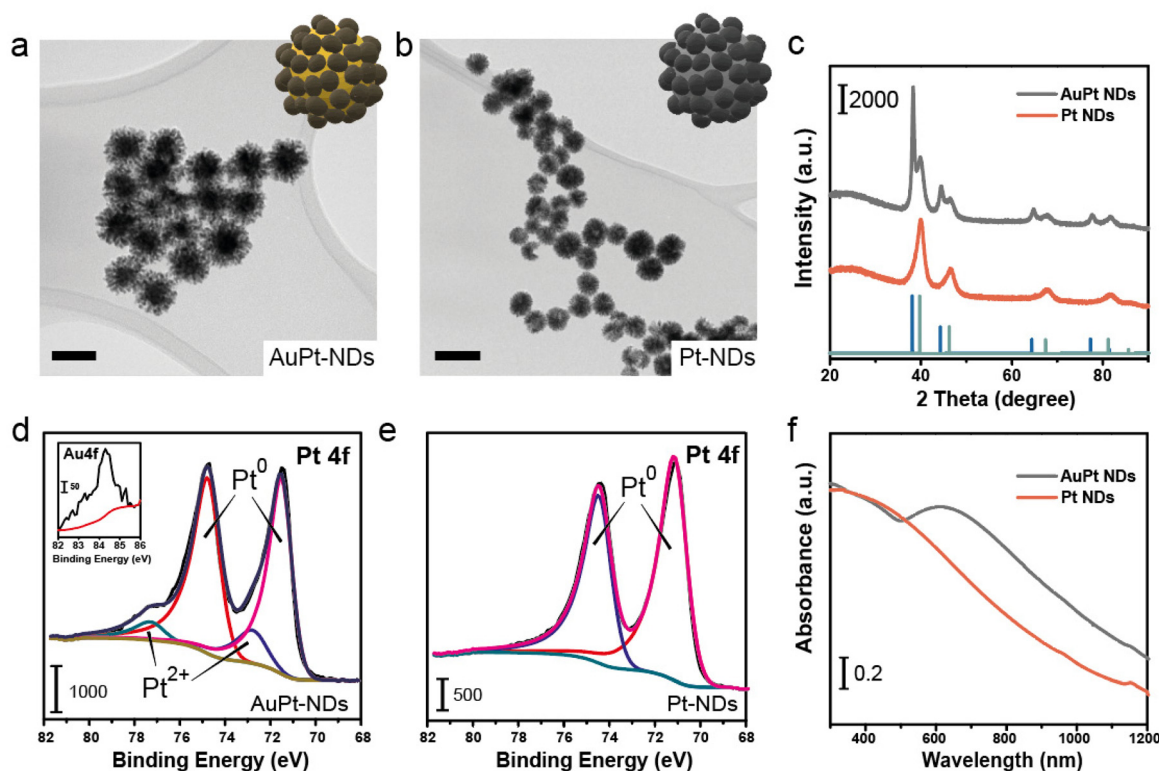 a
AuPt-NDs
b
Pt-NDs
c
2000
AuPt NDs
Pt NDs
Intensity (a.u.)
20 40 60 80
2 Theta (degree)
d
Pt 4f
Au4f
50
82 83 84 85 86
Binding Energy (eV)
Pt0
Pt2+
1000
AuPt-NDs
82 80 78 76 74 72 70 68
Binding Energy (eV)
e
Pt 4f
Pt0
500
Pt-NDs
82 80 78 76 74 72 70 68
Binding Energy (eV)
f
AuPt NDs
Pt NDs
Absorbance (a.u.)
0.2
400 600 800 1000 1200
Wavelength (nm)